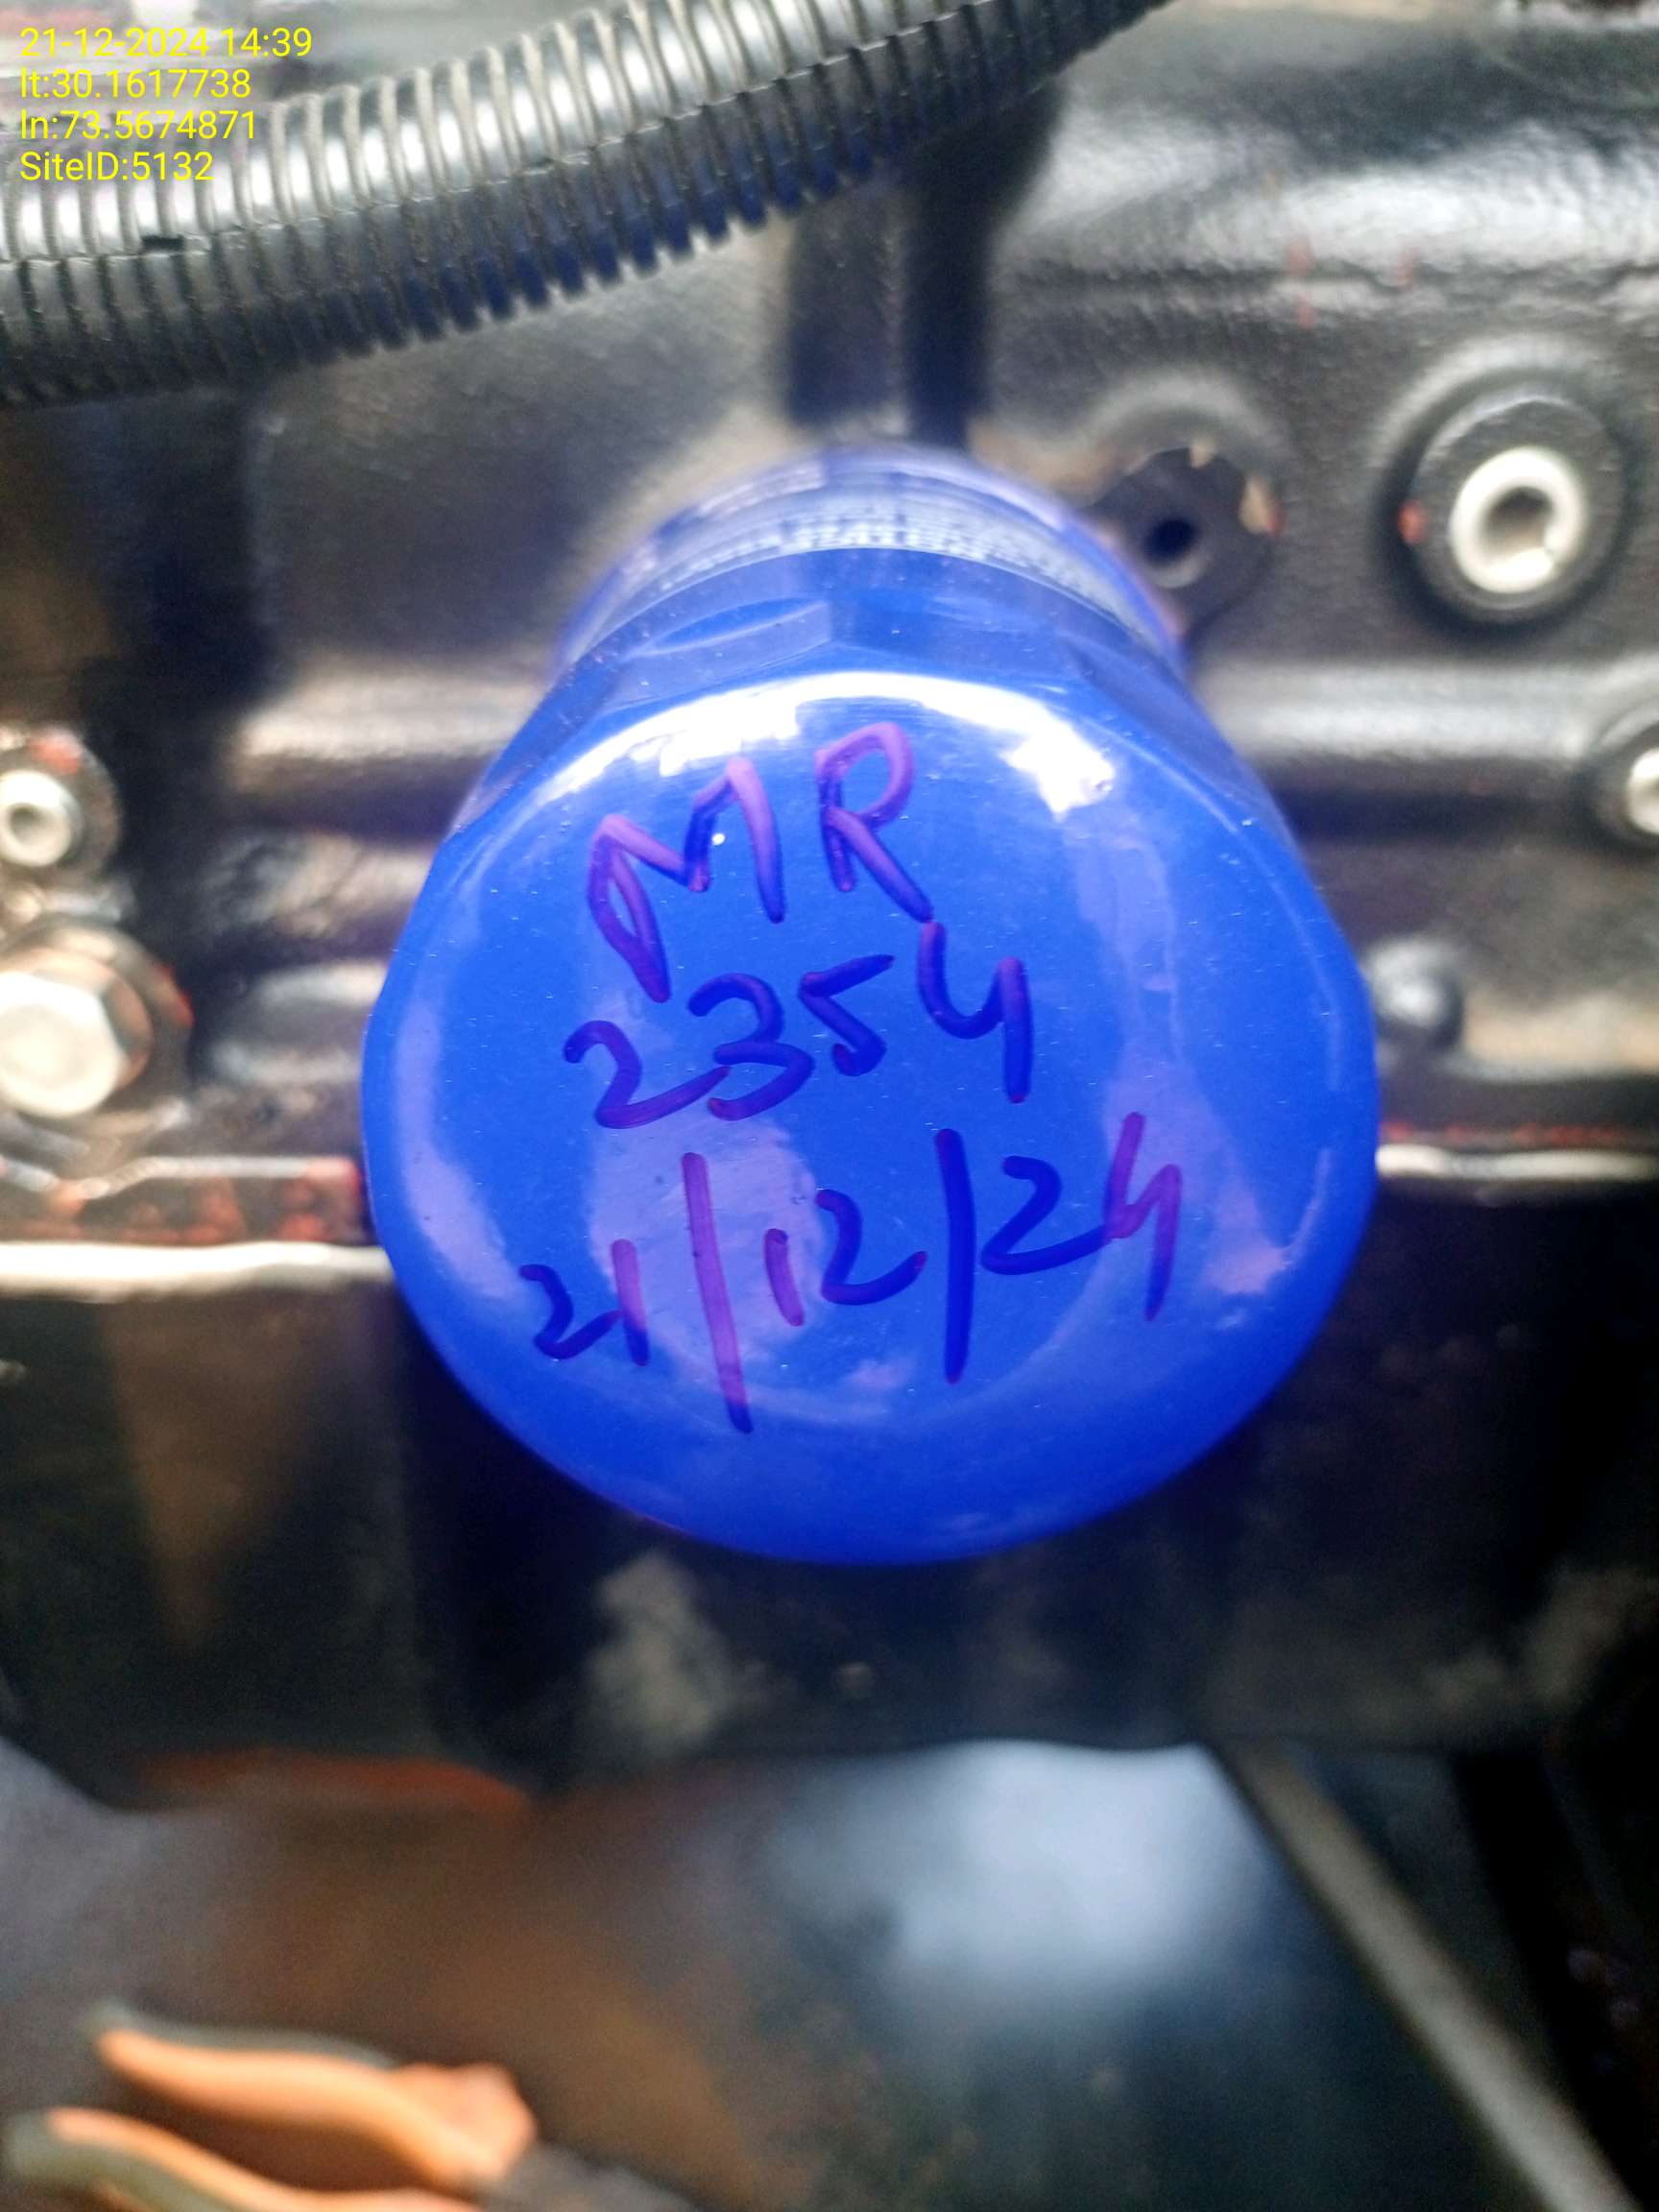 21-12-2024 14:39
lt:30.1617738
ln:73.5674871
SiteID:5132
MR
2354
21/12/24